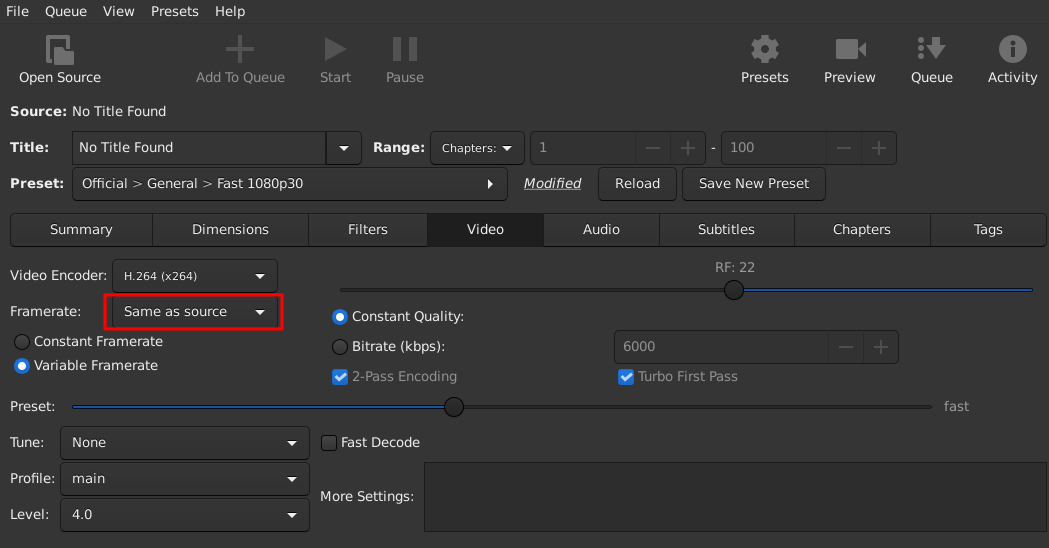 File Queue View Presets Help
Open Source Add To Queue Start Pause Presets Preview Queue Activity
Source: No Title Found
Title: No Title Found Range: Chapters: 1 - 100
Preset: Official > General > Fast 1080p30 Modified Reload Save New Preset
Summary Dimensions Filters Video Audio Subtitles Chapters Tags
RF: 22
Video Encoder: H.264 (x264)
Framerate: Same as source Constant Quality:
Constant Framerate Bitrate (kbps): 6000
Variable Framerate 2-Pass Encoding Turbo First Pass
Preset: fast
Tune: None Fast Decode
Profile: main
More Settings:
Level: 4.0